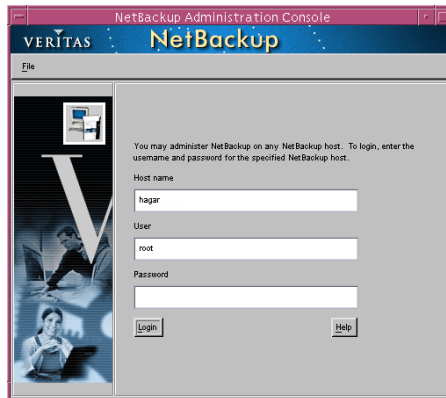 NetBackup Administration Console
VERITAS NetBackup
File
You may administer NetBackup on any NetBackup host. To login, enter the
username and password for the specified NetBackup host.
Host name
hagar
User
root
Password
Login Help